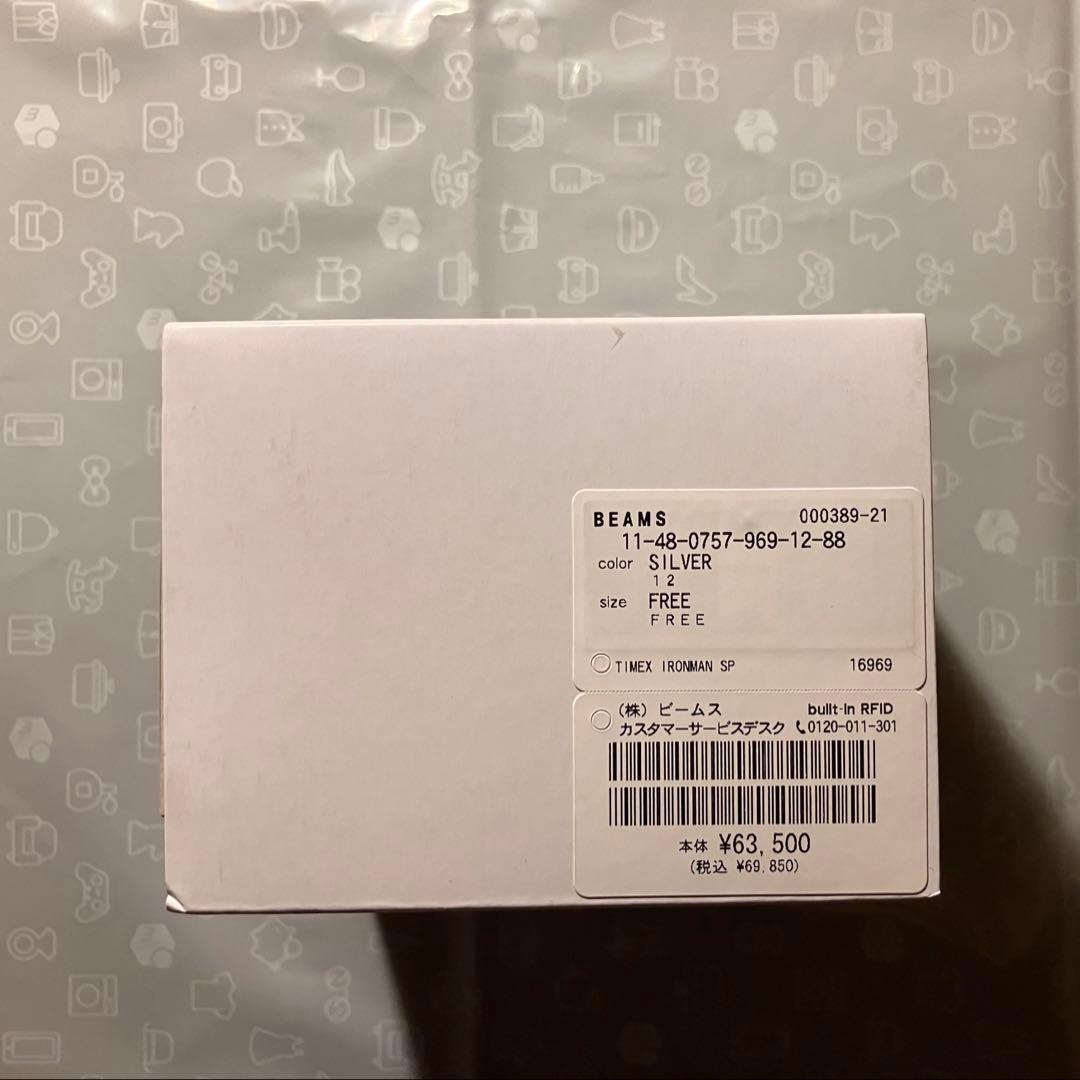 BEAMS 000389-21
11-48-0757-969-12-88
color SILVER
12
size FREE
FREE
TIMEX IRONMAN SP 16969
(株) ビームス built-in RFID
カスタマーサービスデスク 0120-011-301
本体 ¥63,500
(税込 ¥69,850)